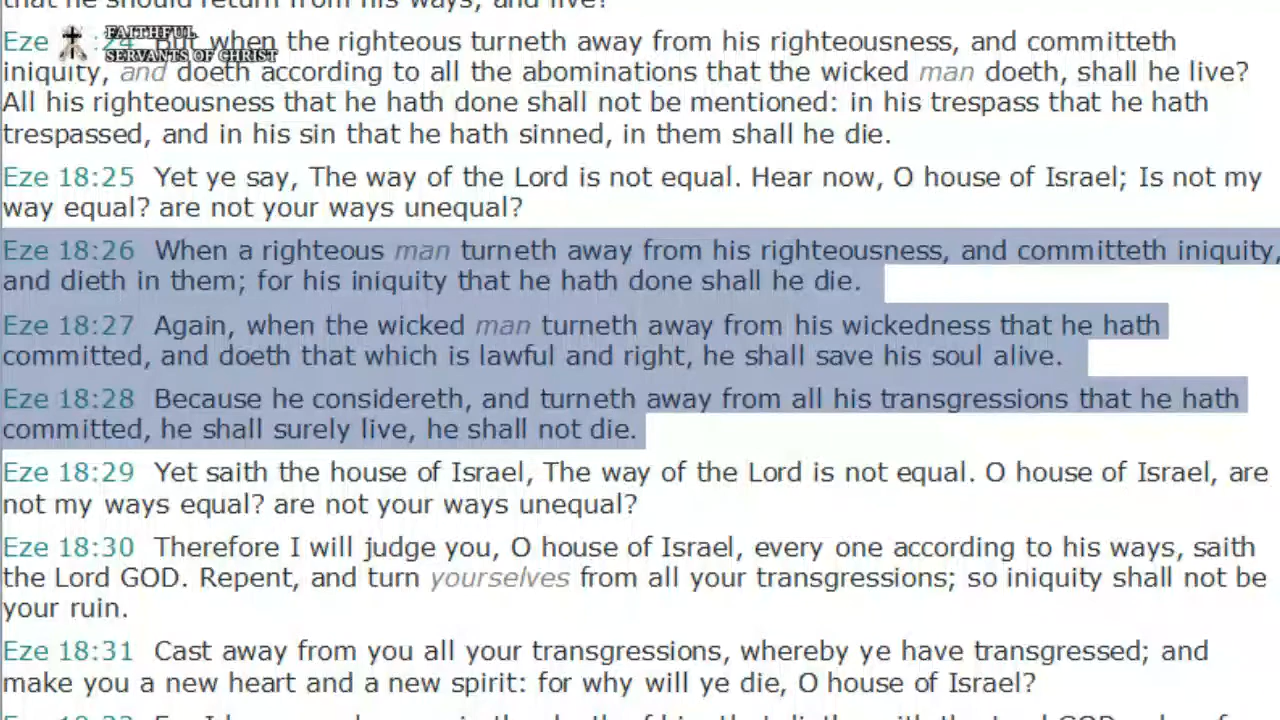 that he should return from his ways, and live?
Eze 18:24 But when the righteous turneth away from his righteousness, and committeth
FAITHFUL
SERVANTS OF CHRIST
iniquity, and doeth according to all the abominations that the wicked man doeth, shall he live?
All his righteousness that he hath done shall not be mentioned: in his trespass that he hath
trespassed, and in his sin that he hath sinned, in them shall he die.
Eze 18:25 Yet ye say, The way of the Lord is not equal. Hear now, O house of Israel; Is not my
way equal? are not your ways unequal?
Eze 18:26 When a righteous man turneth away from his righteousness, and committeth iniquity,
and dieth in them; for his iniquity that he hath done shall he die.
Eze 18:27 Again, when the wicked man turneth away from his wickedness that he hath
committed, and doeth that which is lawful and right, he shall save his soul alive.
Eze 18:28 Because he considereth, and turneth away from all his transgressions that he hath
committed, he shall surely live, he shall not die.
Eze 18:29 Yet saith the house of Israel, The way of the Lord is not equal. O house of Israel, are
not my ways equal? are not your ways unequal?
Eze 18:30 Therefore I will judge you, O house of Israel, every one according to his ways, saith
the Lord GOD. Repent, and turn yourselves from all your transgressions; so iniquity shall not be
your ruin.
Eze 18:31 Cast away from you all your transgressions, whereby ye have transgressed; and
make you a new heart and a new spirit: for why will ye die, O house of Israel?